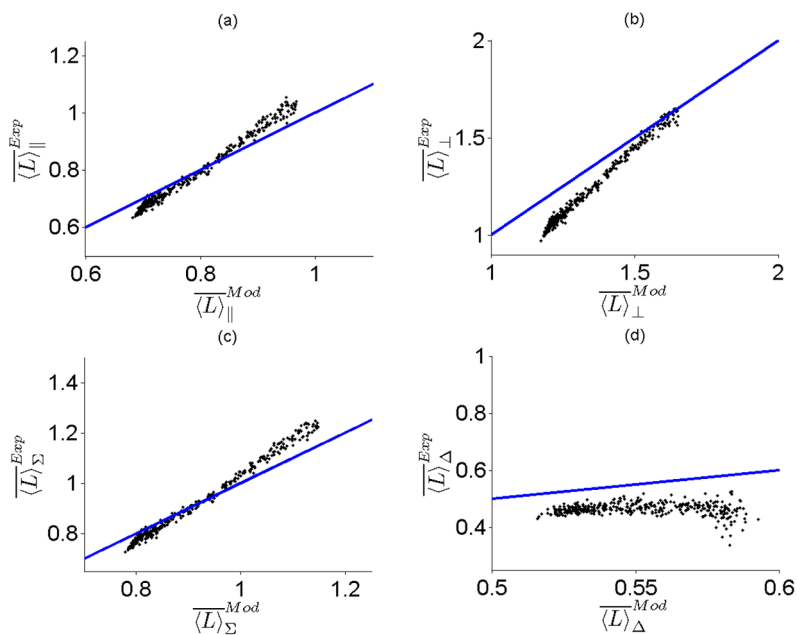 (a)
1.2
1
0.8
0.6
0.6 0.8 1
⟨L⟩∥^Exp
⟨L⟩∥^Mod
(b)
2
1.5
1
1 1.5 2
⟨L⟩⊥^Exp
⟨L⟩⊥^Mod
(c)
1.4
1.2
1
0.8
0.8 1 1.2
⟨L⟩Σ^Exp
⟨L⟩Σ^Mod
(d)
1
0.8
0.6
0.4
0.5 0.55 0.6
⟨L⟩Δ^Exp
⟨L⟩Δ^Mod